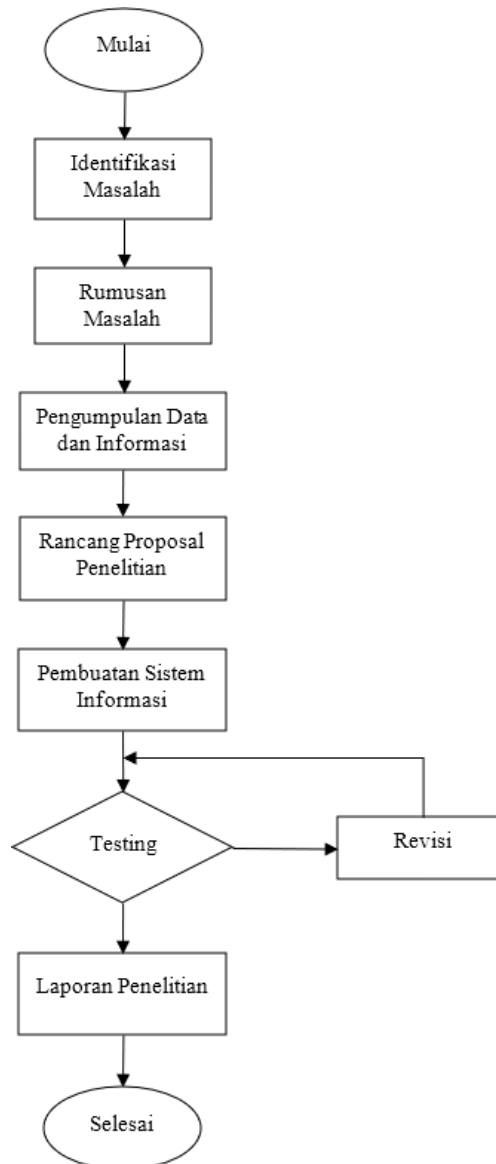 Mulai
Identifikasi
Masalah
Rumusan
Masalah
Pengumpulan Data
dan Informasi
Rancang Proposal
Penelitian
Pembuatan Sistem
Informasi
Testing
Revisi
Laporan Penelitian
Selesai